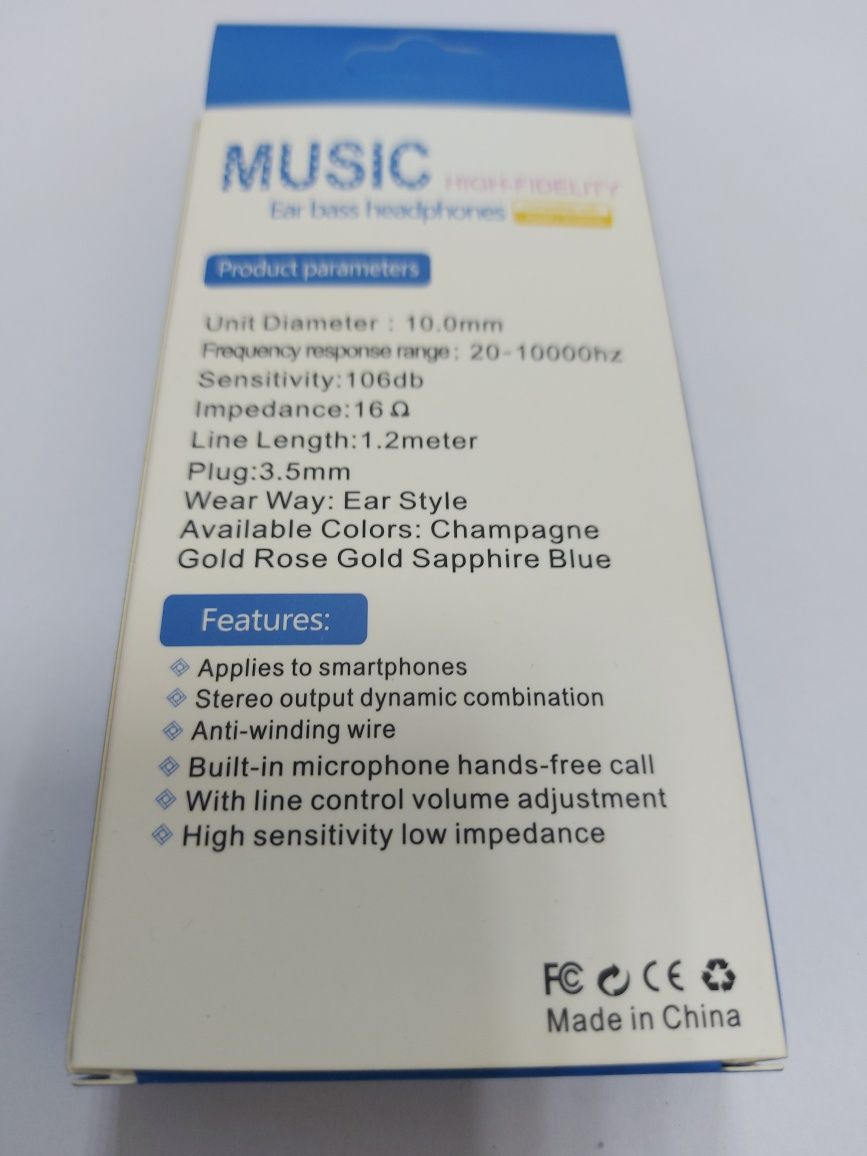 MUSIC HIGH-FIDELITY
Ear bass headphones
Product parameters
Unit Diameter : 10.0mm
Frequency response range: 20-10000hz
Sensitivity:106db
Impedance:16Ω
Line Length:1.2meter
Plug:3.5mm
Wear Way: Ear Style
Available Colors: Champagne
Gold Rose Gold Sapphire Blue
Features:
Applies to smartphones
Stereo output dynamic combination
Anti-winding wire
Built-in microphone hands-free call
With line control volume adjustment
High sensitivity low impedance
FC CE
Made in China